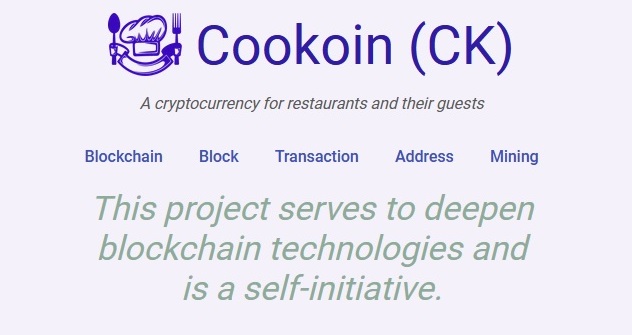 Cookoin (CK)
A cryptocurrency for restaurants and their guests
Blockchain Block Transaction Address Mining
This project serves to deepen
blockchain technologies and
is a self-initiative.